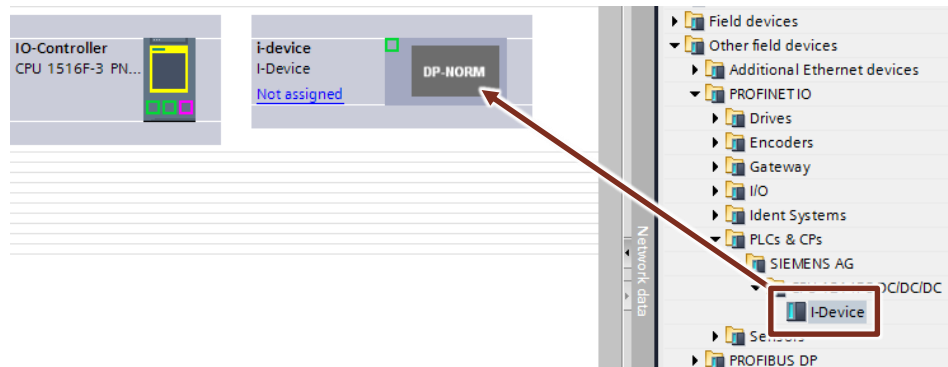 IO-Controller
CPU 1516F-3 PN...
i-device
I-Device
Not assigned
DP-NORM
Network data
Field devices
Other field devices
Additional Ethernet devices
PROFINET IO
Drives
Encoders
Gateway
I/O
Ident Systems
PLCs & CPs
SIEMENS AG
DC/DC/DC
I-Device
Sensors
PROFIBUS DP